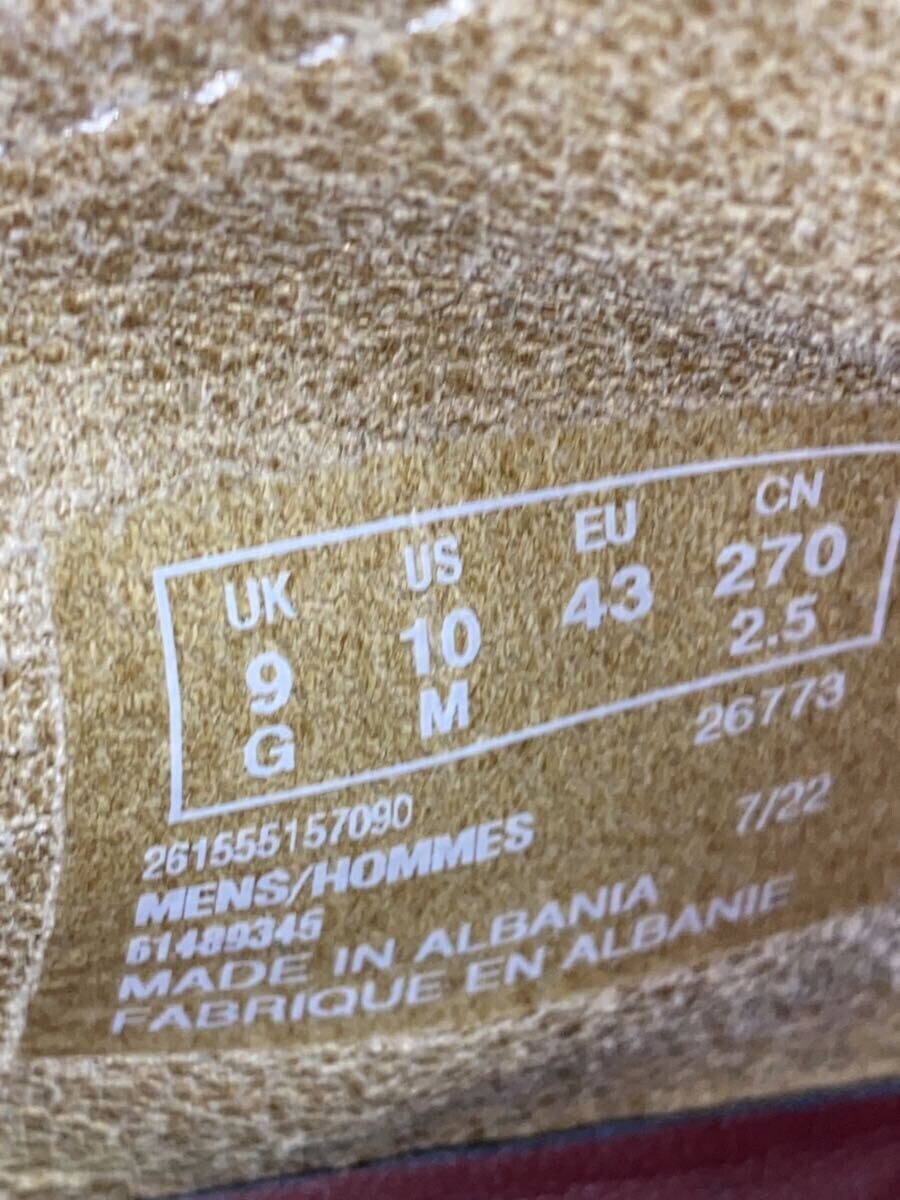 UK US EU CN
9 10 43 270
G M 2.5
26773
261555157090 7/22
MENS/HOMMES
61489345
MADE IN ALBANIA
FABRIQUE EN ALBANIE